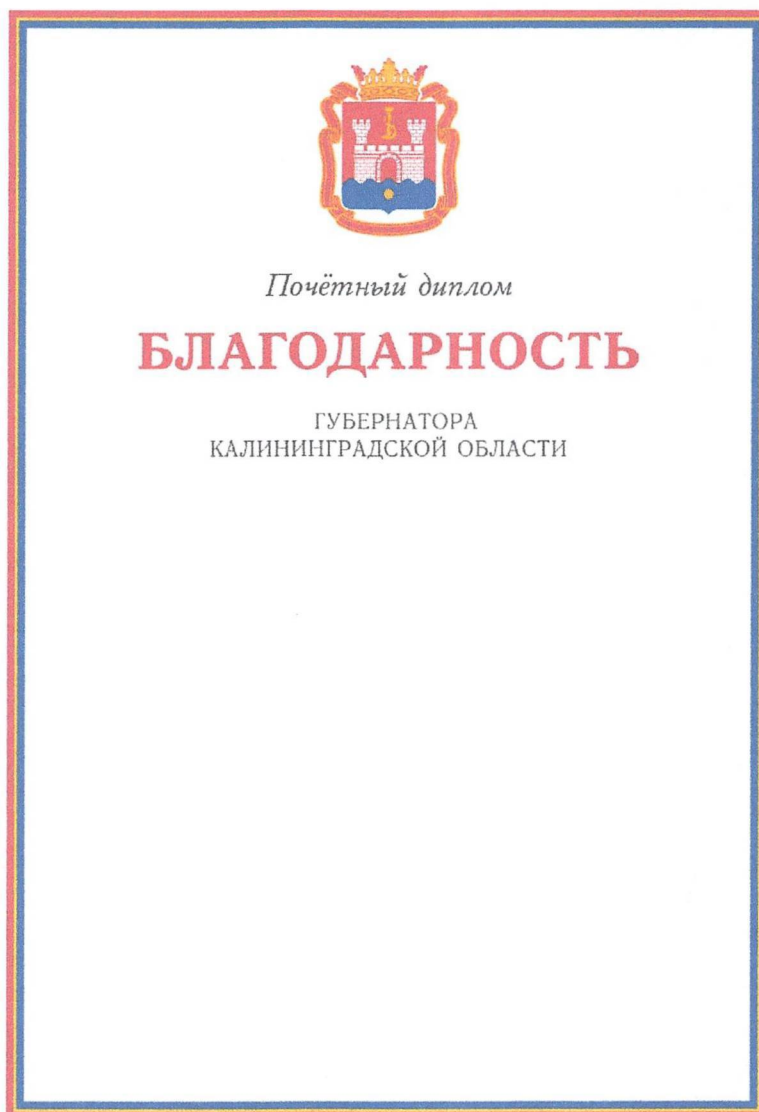 Почётный диплом
БЛАГОДАРНОСТЬ
ГУБЕРНАТОРА
КАЛИНИНГРАДСКОЙ ОБЛАСТИ